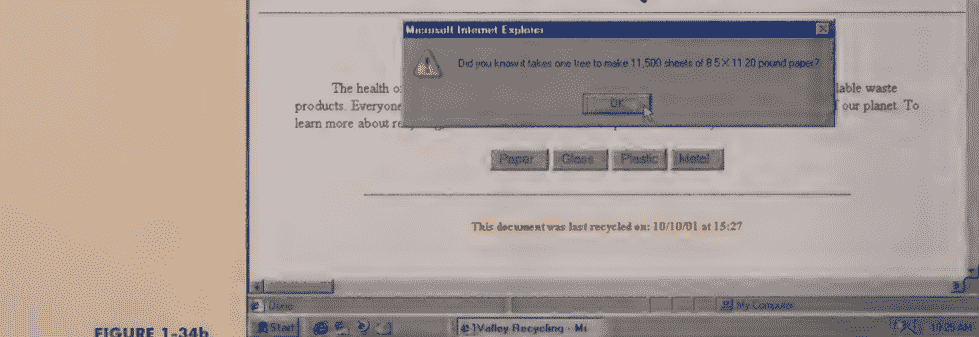 Microsoft Internet Explorer
Did you know it takes one tree to make 11,500 sheets of 8.5 X 11 20 pound paper?
OK
The health o
lable waste
products. Everyone
f our planet. To
learn more about
Paper Glass Plastic Metal
This document was last recycled on: 10/10/01 at 15:27
Done
My Computer
Start
Valley Recycling - Mi
10:29 AM
FIGURE 1-34b